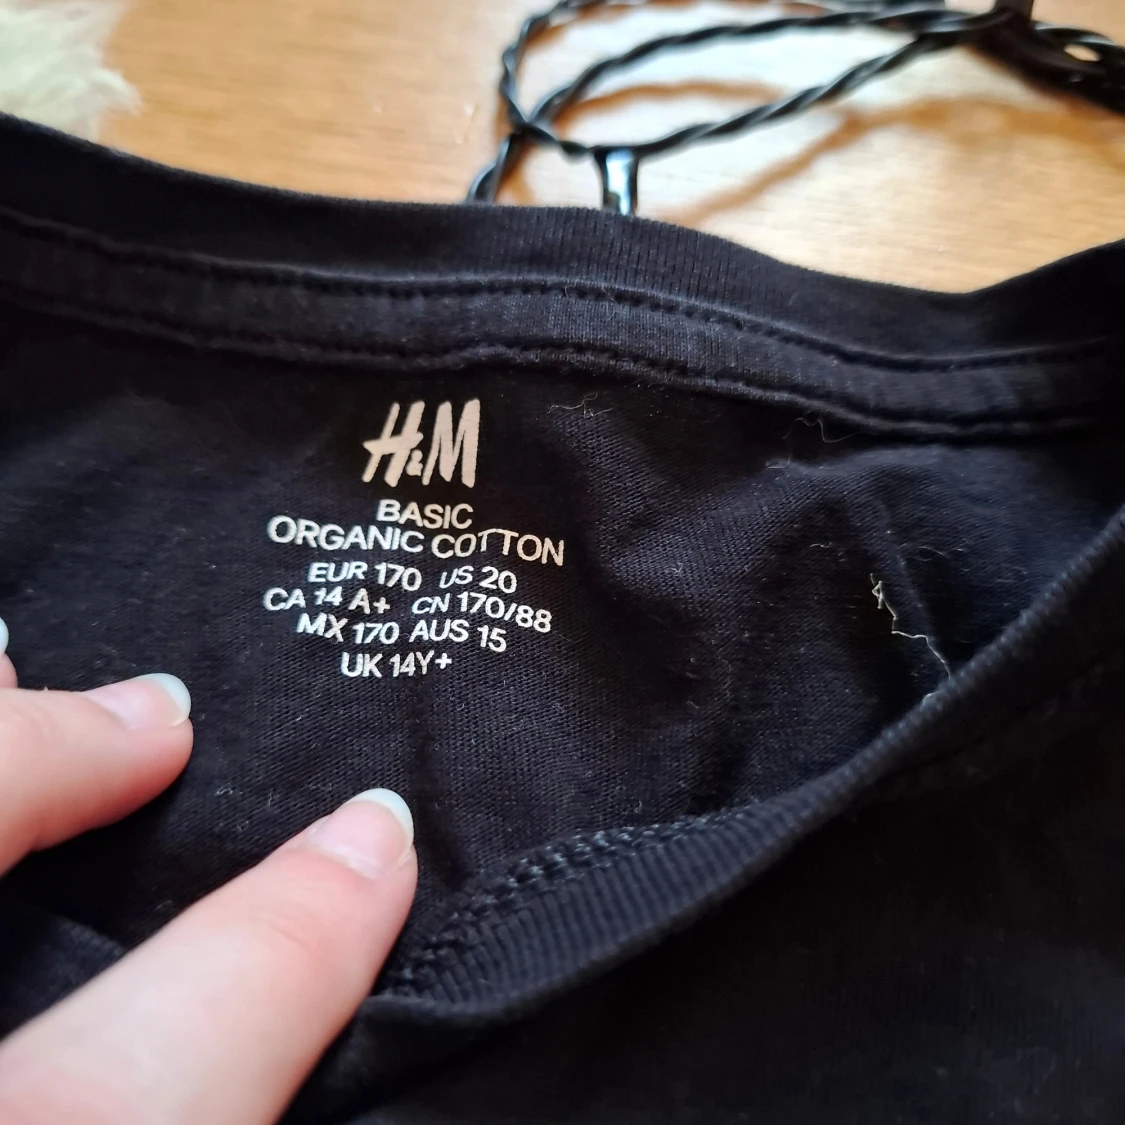 H&M
BASIC
ORGANIC COTTON
EUR 170 US 20
CA 14 A+ CN 170/88
MX 170 AUS 15
UK 14Y+